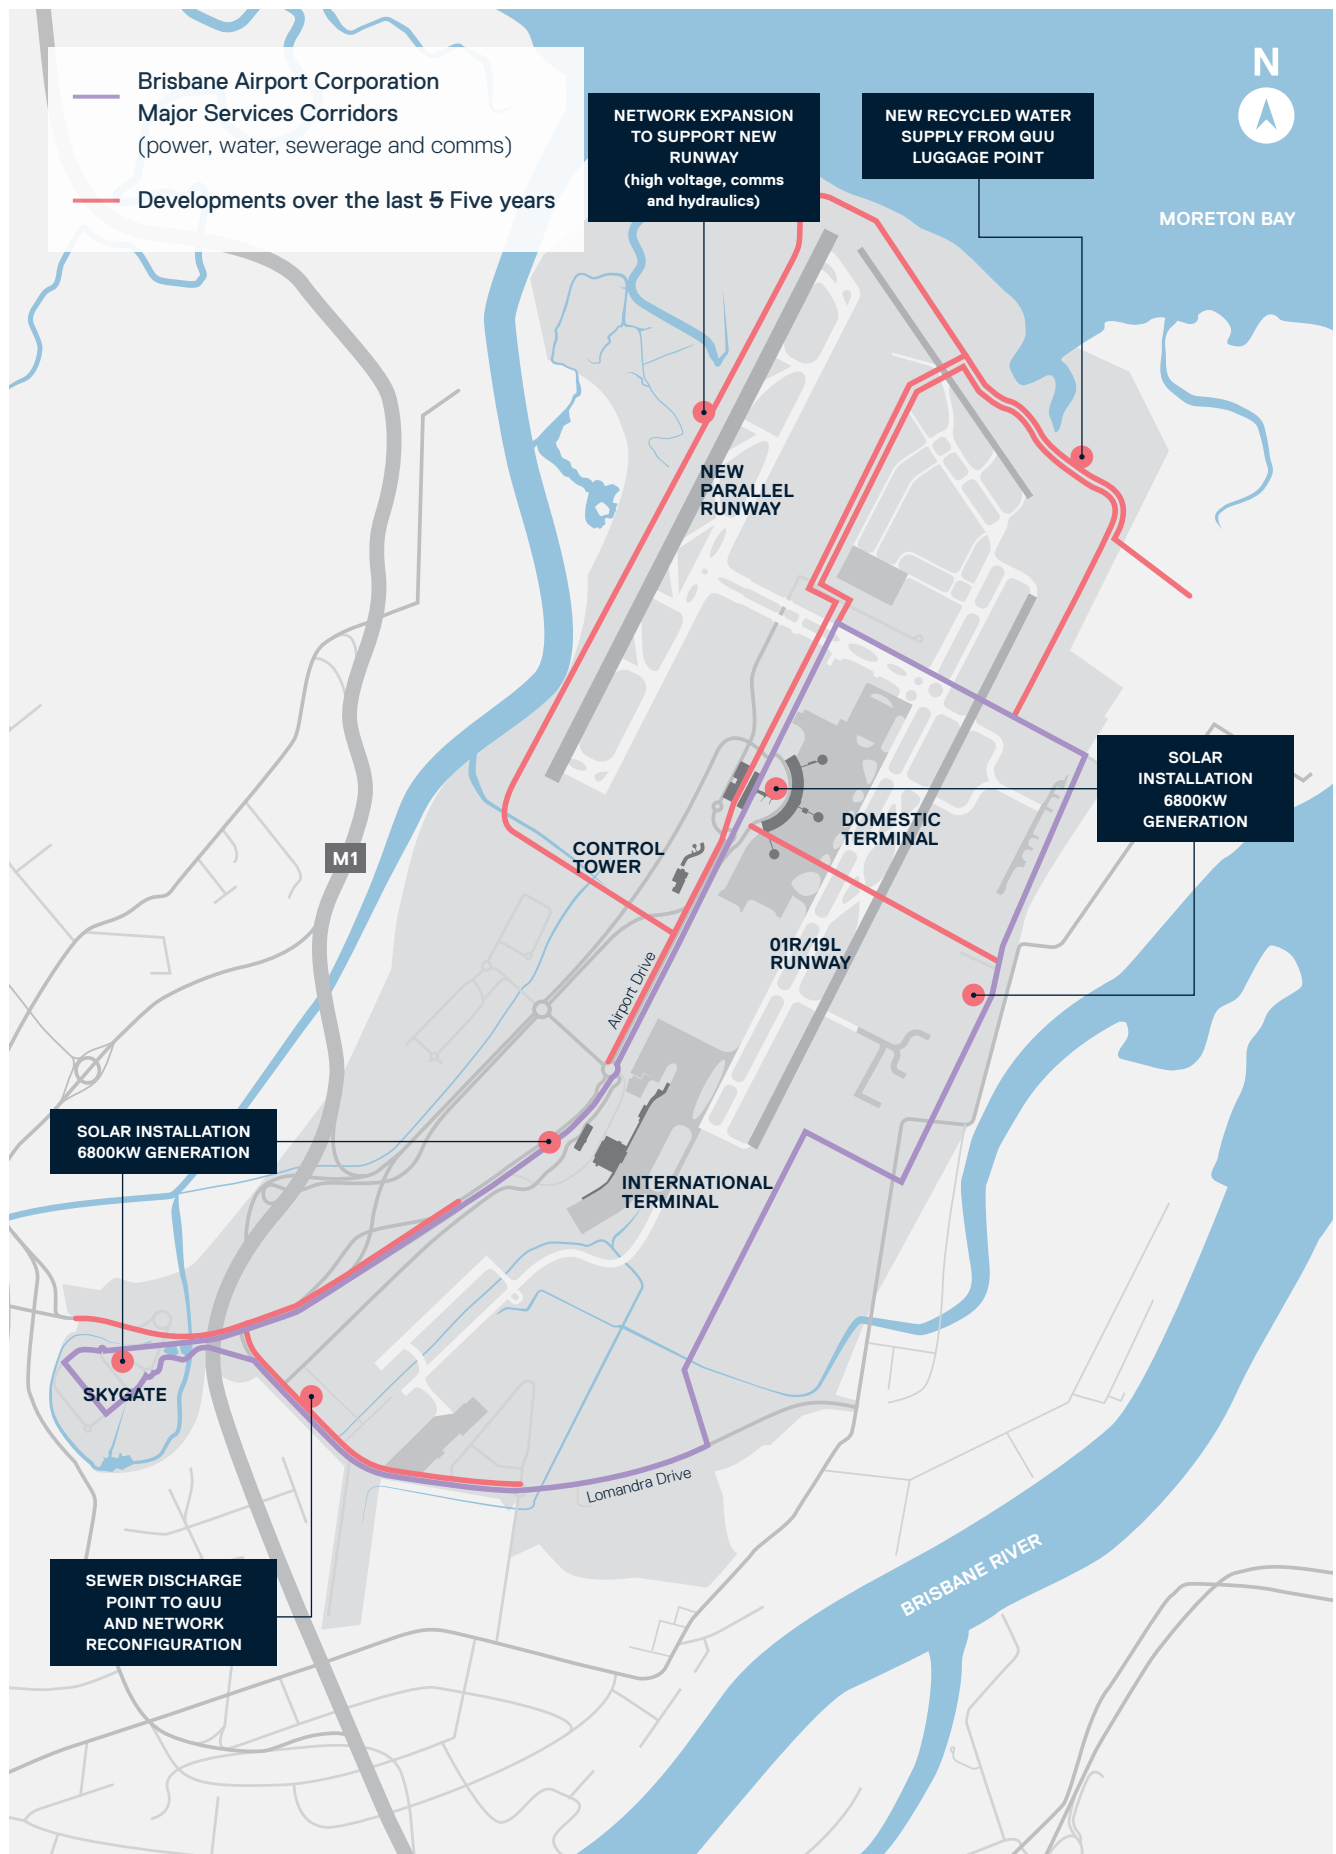 Brisbane Airport Corporation
Major Services Corridors
(power, water, sewerage and comms)
Developments over the last 5 Five years
NETWORK EXPANSION
TO SUPPORT NEW
RUNWAY
(high voltage, comms
and hydraulics)
NEW RECYCLED WATER
SUPPLY FROM QUU
LUGGAGE POINT
N
MORETON BAY
NEW
PARALLEL
RUNWAY
SOLAR
INSTALLATION
6800KW
GENERATION
DOMESTIC
TERMINAL
CONTROL
TOWER
M1
01R/19L
RUNWAY
Airport Drive
SOLAR INSTALLATION
6800KW GENERATION
INTERNATIONAL
TERMINAL
SKYGATE
Lomandra Drive
BRISBANE RIVER
SEWER DISCHARGE
POINT TO QUU
AND NETWORK
RECONFIGURATION